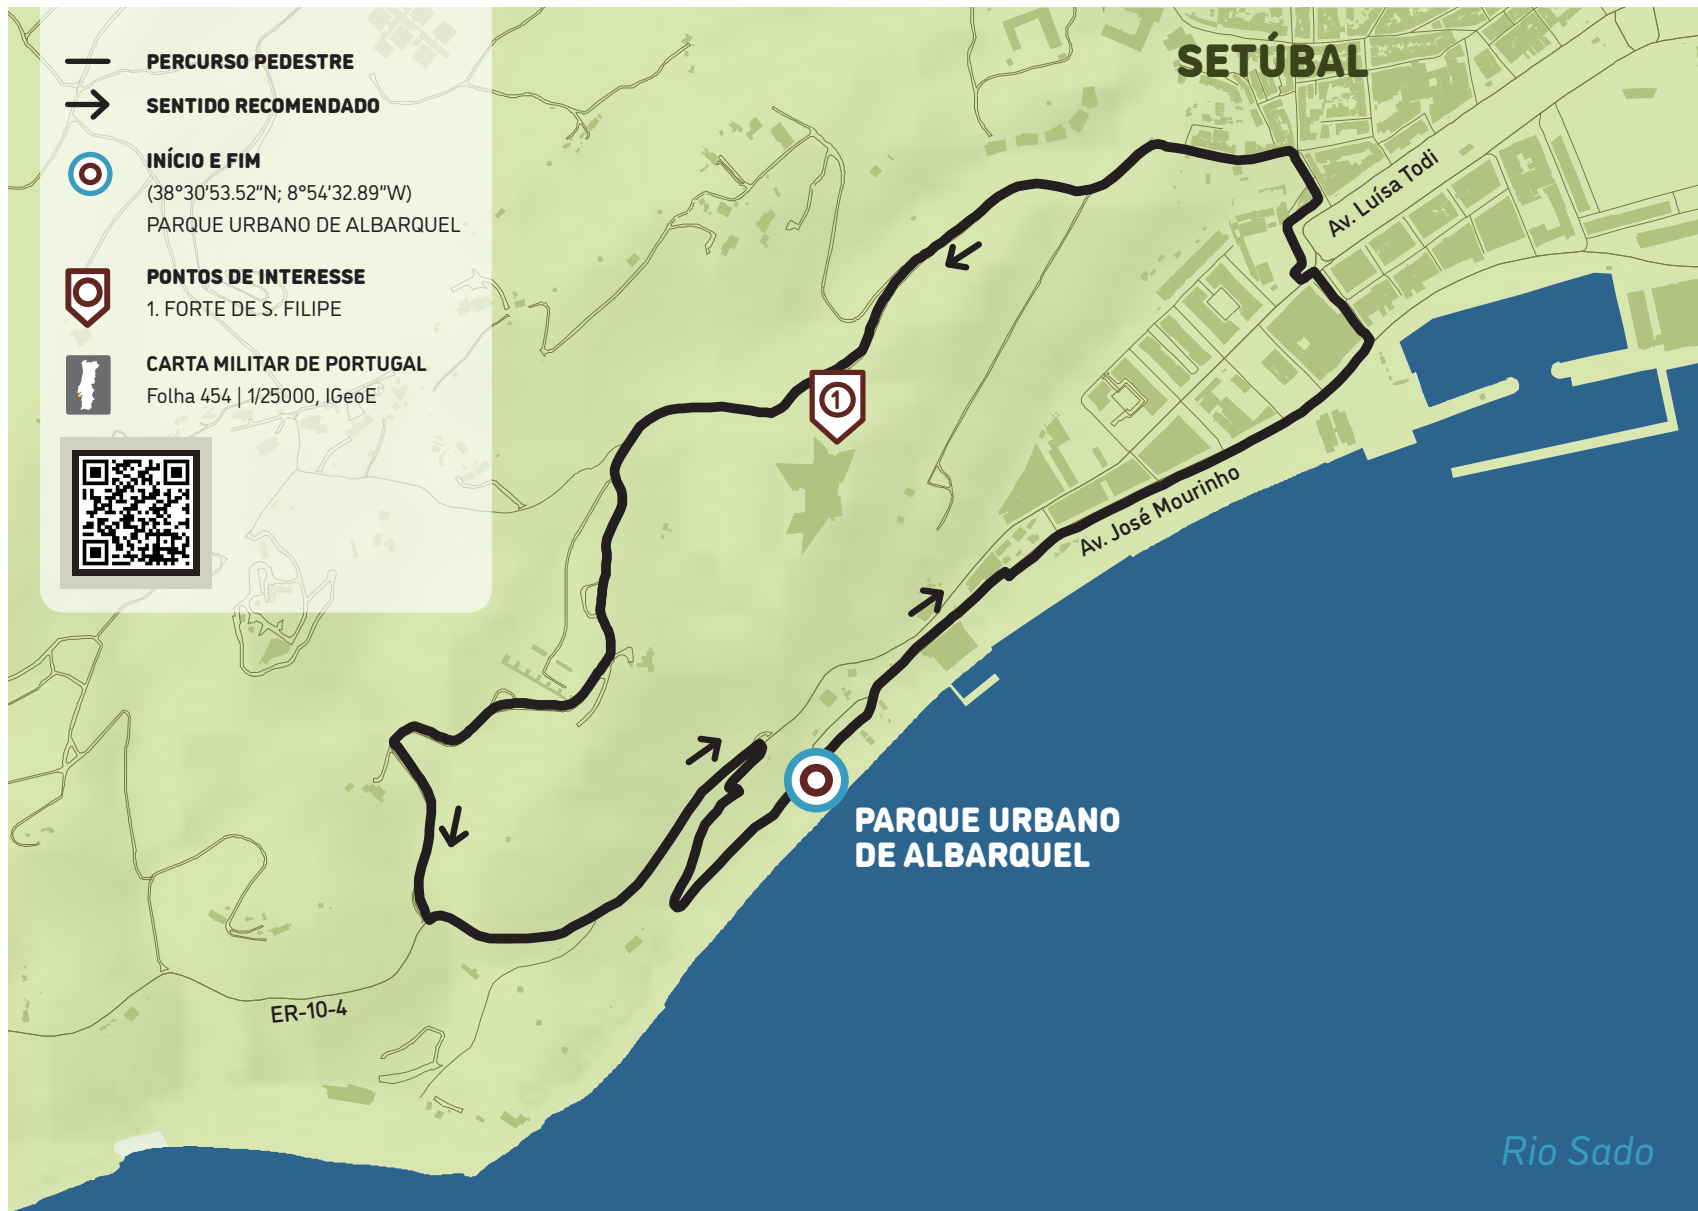 PERCURSO PEDESTRE
SENTIDO RECOMENDADO
INÍCIO E FIM
(38°30'53.52"N; 8°54'32.89"W)
PARQUE URBANO DE ALBARQUEL
PONTOS DE INTERESSE
1. FORTE DE S. FILIPE
CARTA MILITAR DE PORTUGAL
Folha 454 | 1/25000, IGeoE
SETÚBAL
Av. Luísa Todi
1
Av. José Mourinho
PARQUE URBANO
DE ALBARQUEL
ER-10-4
Rio Sado